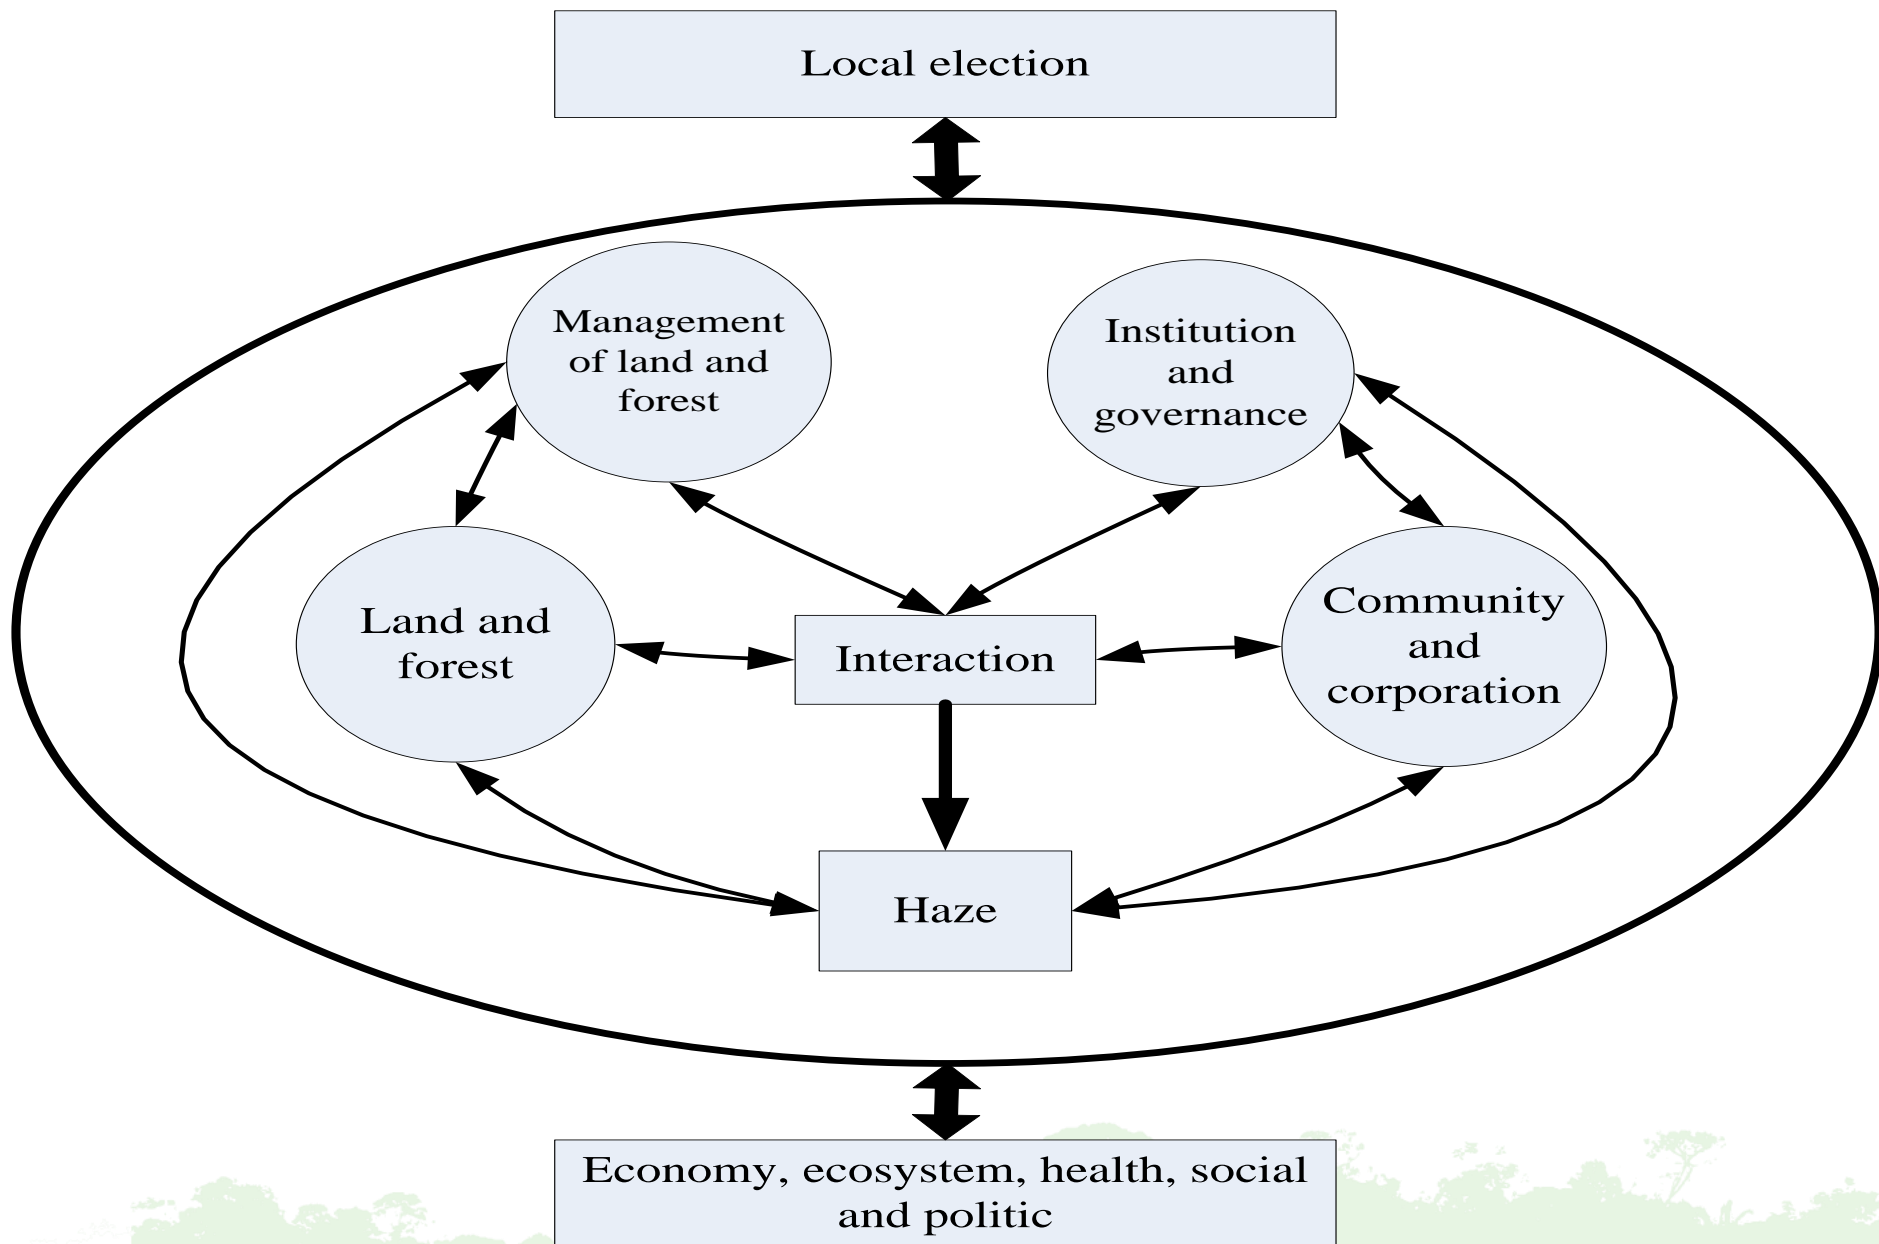 Local election
Management
of land and
forest
Institution
and
governance
Land and
forest
Interaction
Community
and
corporation
Haze
Economy, ecosystem, health, social
and politic